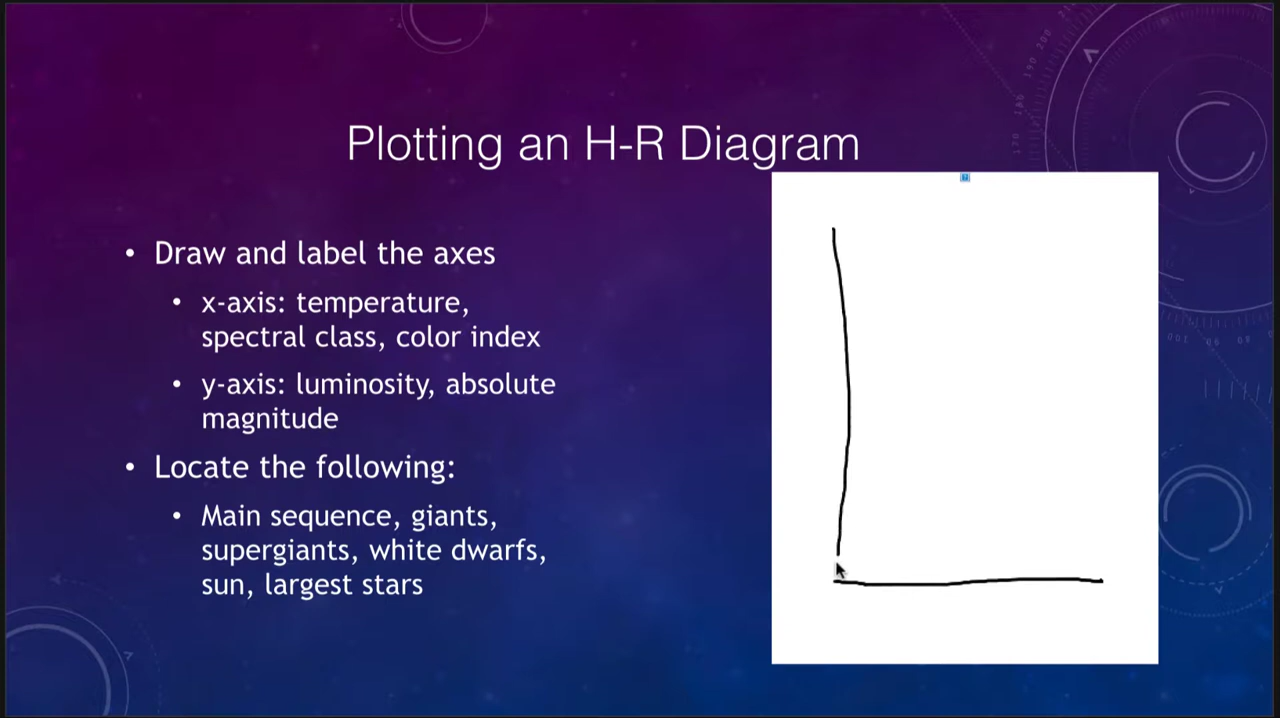 Plotting an H-R Diagram
• Draw and label the axes
• x-axis: temperature,
spectral class, color index
• y-axis: luminosity, absolute
magnitude
• Locate the following:
• Main sequence, giants,
supergiants, white dwarfs,
sun, largest stars